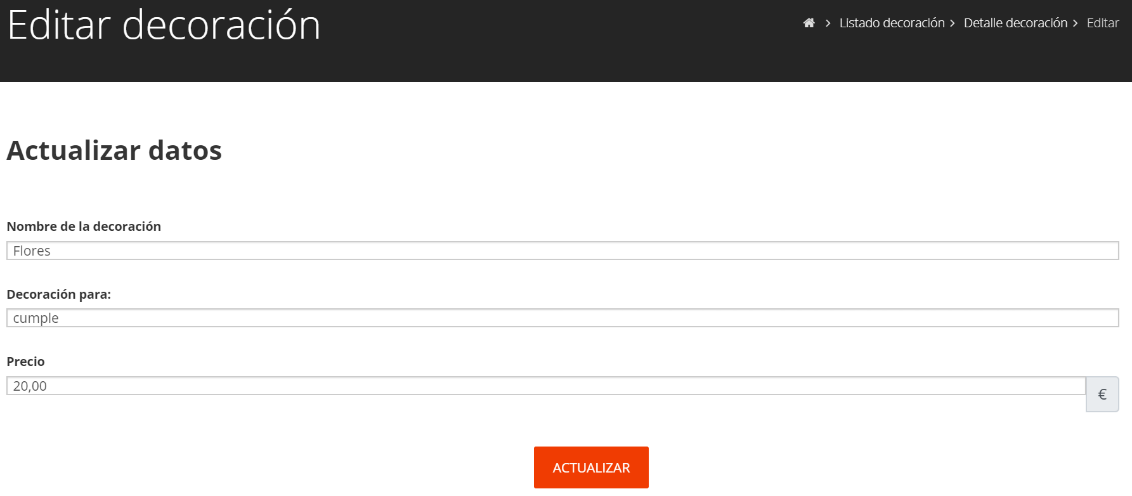 Editar decoración
Listado decoración > Detalle decoración > Editar
Actualizar datos
Nombre de la decoración
Flores
Decoración para:
cumple
Precio
20,00
€
ACTUALIZAR